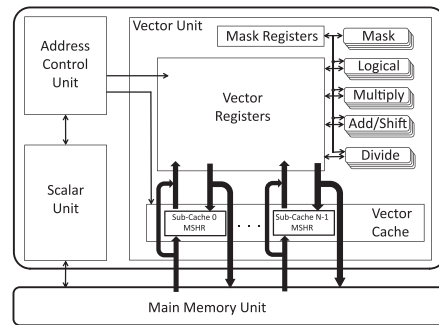 Vector Unit
Address
Control
Unit
Mask Registers
Mask
Logical
Multiply
Add/Shift
Divide
Vector
Registers
Scalar
Unit
Sub-Cache 0
MSHR
. . .
Sub-Cache N-1
MSHR
Vector
Cache
Main Memory Unit